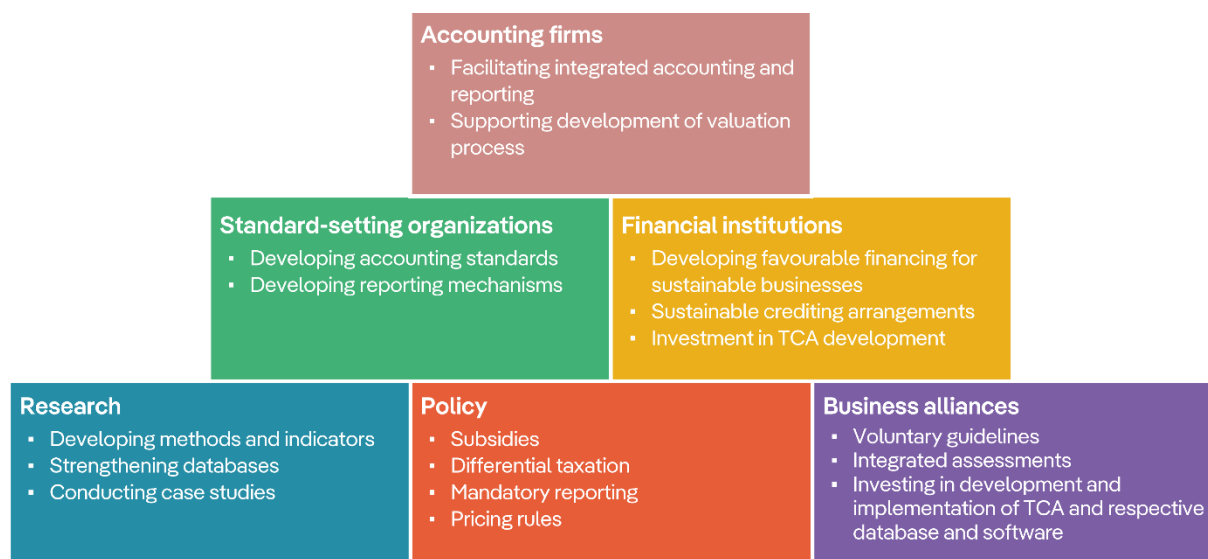 Accounting firms
▪ Facilitating integrated accounting and
reporting
▪ Supporting development of valuation
process
Standard-setting organizations
▪ Developing accounting standards
▪ Developing reporting mechanisms
Financial institutions
▪ Developing favourable financing for
sustainable businesses
▪ Sustainable crediting arrangements
▪ Investment in TCA development
Research
▪ Developing methods and indicators
▪ Strengthening databases
▪ Conducting case studies
Policy
▪ Subsidies
▪ Differential taxation
▪ Mandatory reporting
▪ Pricing rules
Business alliances
▪ Voluntary guidelines
▪ Integrated assessments
▪ Investing in development and
implementation of TCA and respective
database and software